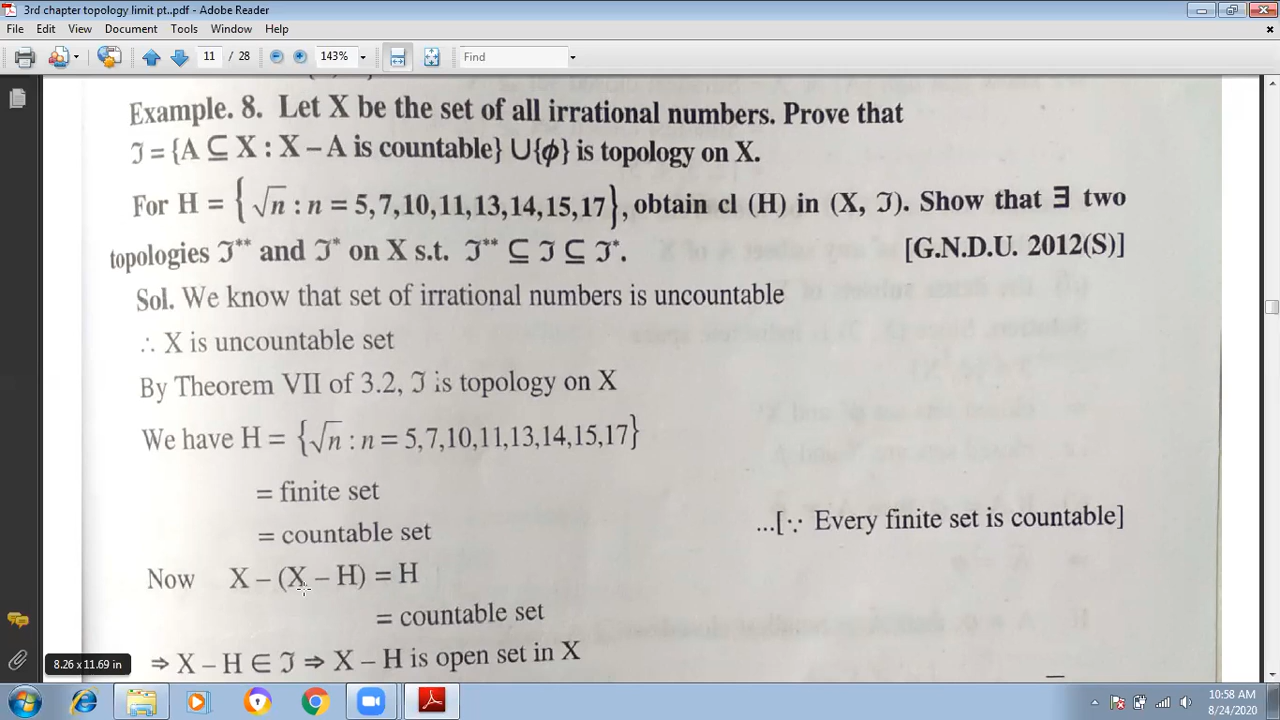 3rd chapter topology limit pt..pdf - Adobe Reader
File Edit View Document Tools Window Help
11 / 28 143% Find
Example. 8. Let X be the set of all irrational numbers. Prove that
ℑ = {A ⊆ X : X – A is countable} ∪{ϕ} is topology on X.
For H = {√n : n = 5,7,10,11,13,14,15,17}, obtain cl (H) in (X, ℑ). Show that ∃ two
topologies ℑ** and ℑ* on X s.t. ℑ** ⊆ ℑ ⊆ ℑ*. [G.N.D.U. 2012(S)]
Sol. We know that set of irrational numbers is uncountable
∴ X is uncountable set
By Theorem VII of 3.2, ℑ is topology on X
We have H = {√n : n = 5,7,10,11,13,14,15,17}
= finite set
= countable set ...[∵ Every finite set is countable]
Now X – (X – H) = H
= countable set
⇒ X – H ∈ ℑ ⇒ X – H is open set in X
8.26 x 11.69 in
10:58 AM
8/24/2020